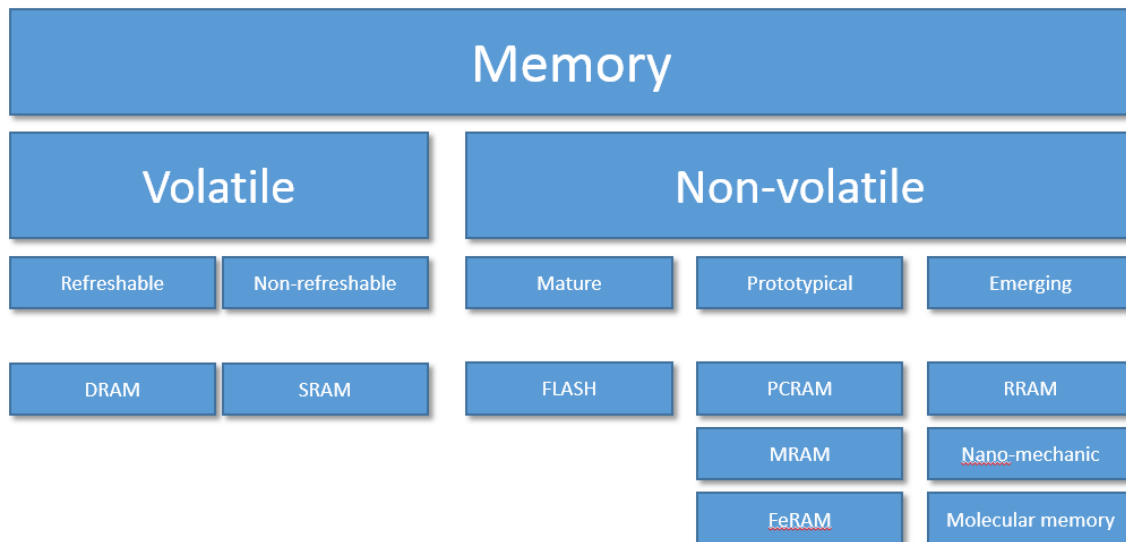 Memory
Volatile
Non-volatile
Refreshable
Non-refreshable
Mature
Prototypical
Emerging
DRAM
SRAM
FLASH
PCRAM
RRAM
MRAM
Nano-mechanic
FeRAM
Molecular memory